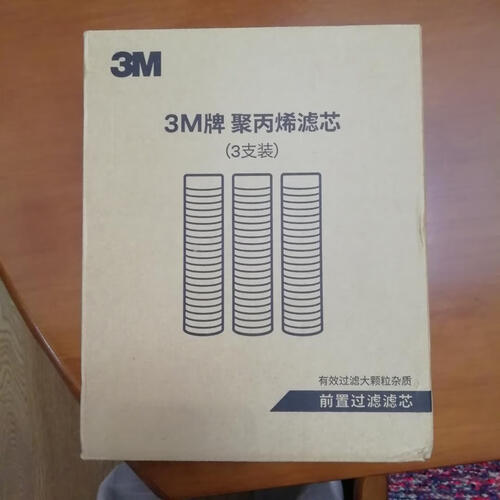 3M
3M牌 聚丙烯滤芯
(3支装)
有效过滤大颗粒杂质
前置过滤滤芯